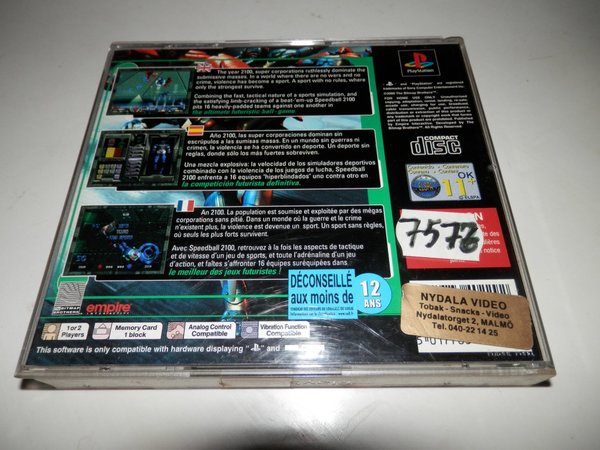 The year 2100, super corporations ruthlessly dominate the
submissive masses. In a world where there are no wars and no
crime, violence has become a sport. A sport with no rules, where
only the strongest survive.
Combining the fast, tactical nature of a sports simulation, and
the satisfying limb-cracking of a beat-'em-up Speedball 2100
pits 16 heavily-padded teams against one another in
the ultimate futuristic ball-game
Año 2100, las super corporaciones dominan sin
escrúpulos a las sumisas masas. En un mundo sin guerras ni
crimen, la violencia se ha convertido en un deporte. Un deporte sin
reglas, donde sólo los más fuertes sobreviven.
Una mezcla explosiva: la velocidad de los simuladores deportivos
combinado con la violencia de los juegos de lucha, Speedball
2100 enfrenta a 16 equipos "hiperblindados" uno contra otro en
la competición futurista definitiva.
An 2100. La population est soumise et exploitée par des mégas
corporations sans pitié. Dans un monde où la guerre et le crime
n'existent plus, la violence est devenue un sport. Un sport sans règles,
où seuls les plus forts survivent.
Avec Speedball 2100, retrouvez à la fois les aspects de tactique
et de vitesse d'un jeu de sports, et toute l'adrénaline d'un jeu
d'action, et faîtes s'affronter 16 équipes suréquipées dans
le meilleur des jeux futuristes !
PlayStation
COMPACT
disc
OK
11+
ELSPA
7572
DÉCONSEILLÉ
aux moins de
12
ANS
NYDALA VIDEO
Tobak - Snacks - Video
Nydalatorget 2, MALMÖ
Tel. 040-22 14 25
BITMAP
BROTHERS
empire
1 or 2
Players
Memory Card
1 block
Analog Control
Compatible
Vibration Function
Compatible
This software is only compatible with hardware displaying " " and